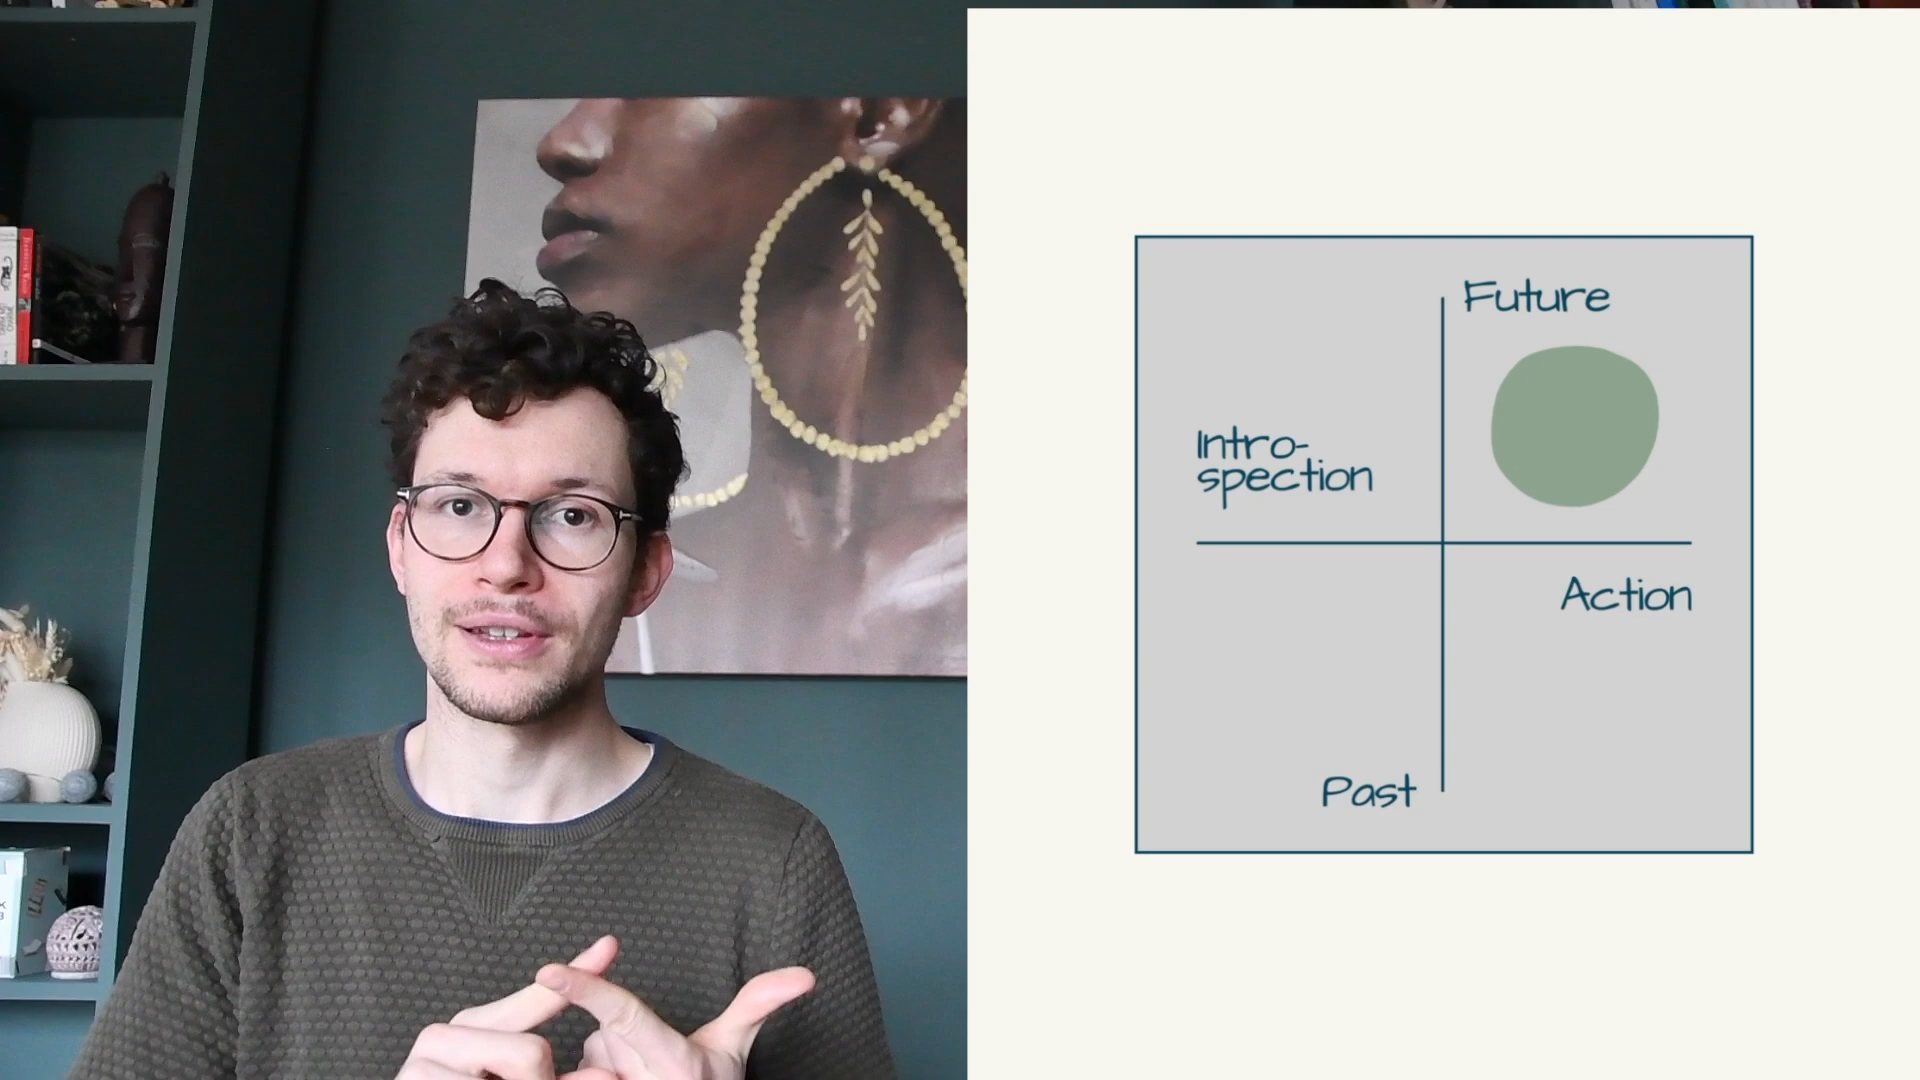 Future
Intro-
spection
Action
Past